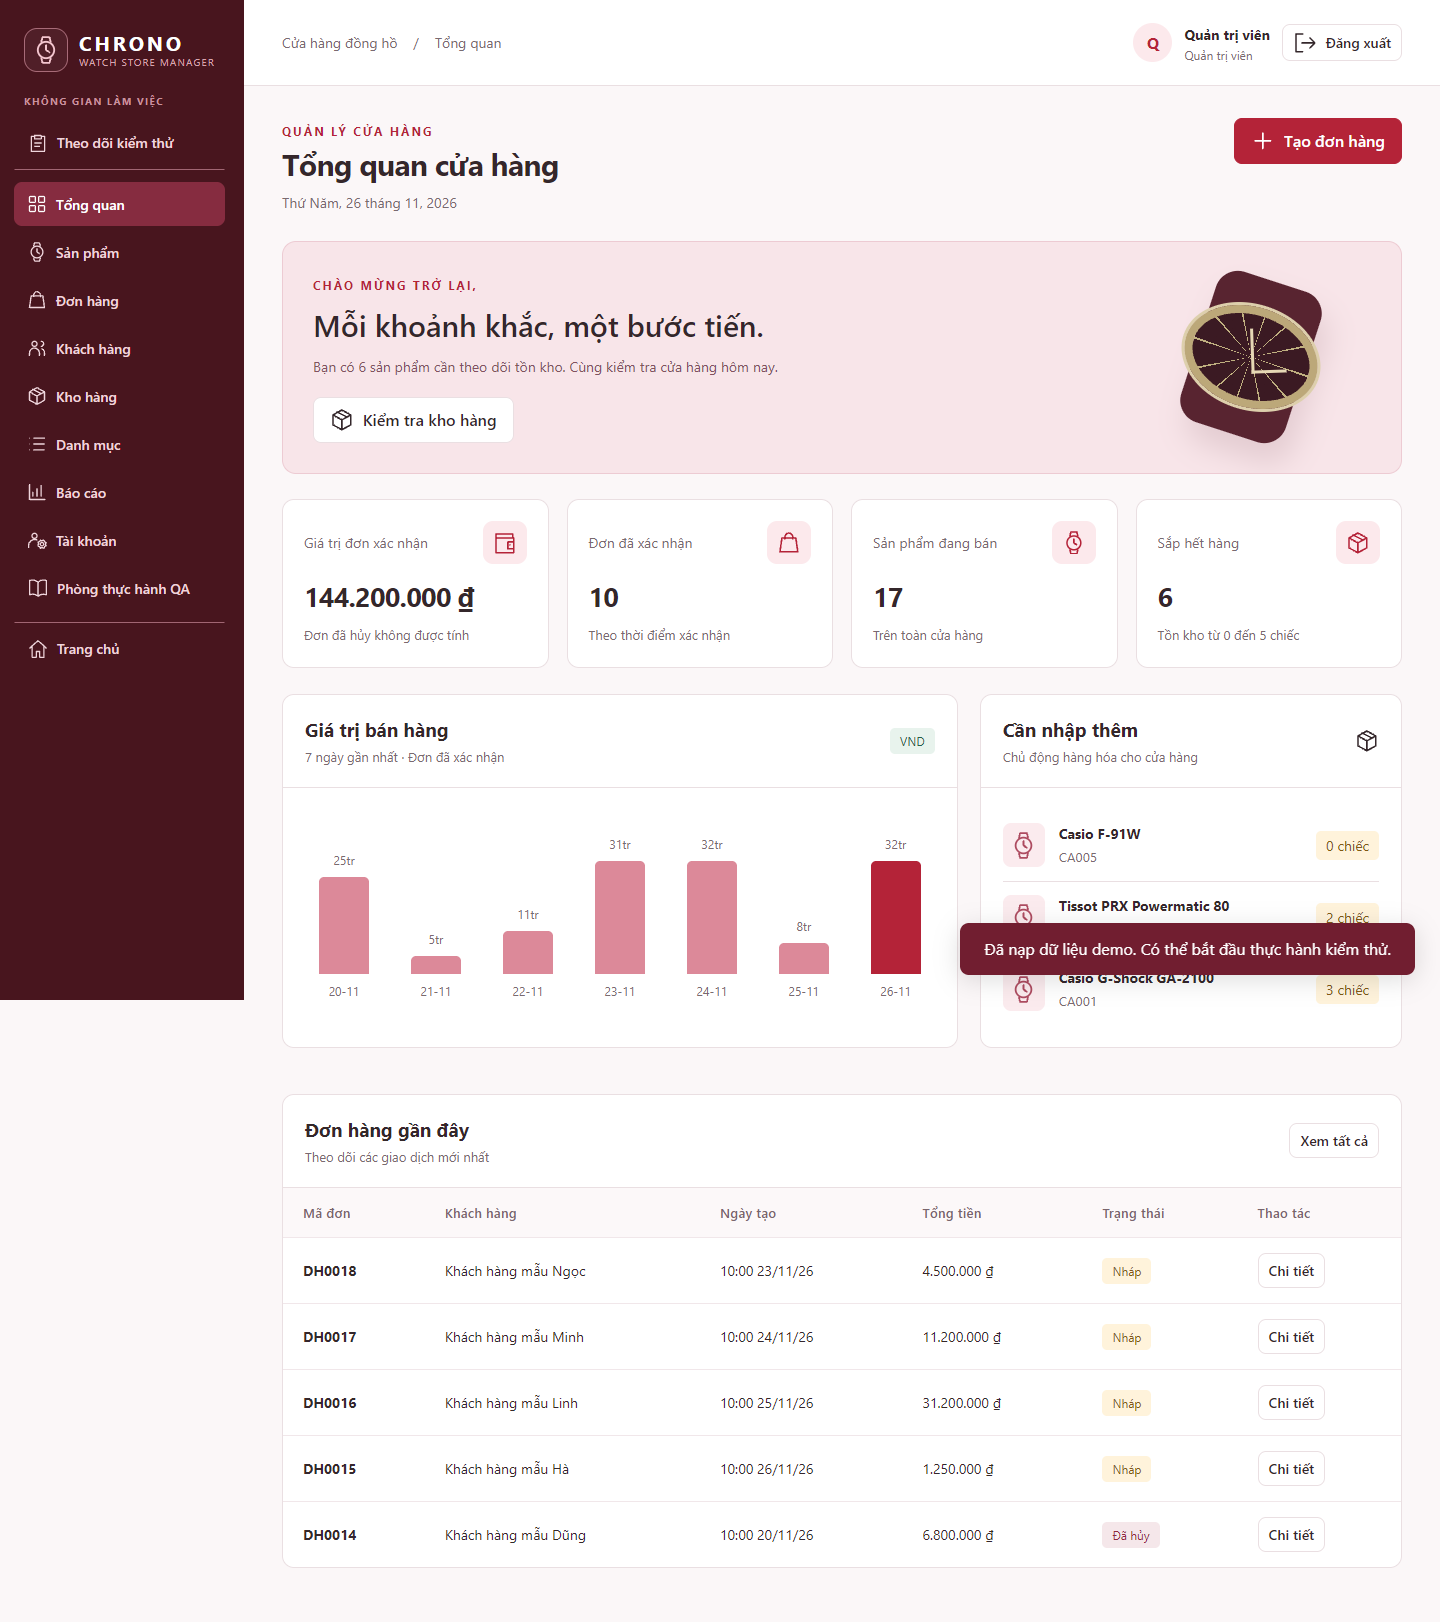 CHRONO
WATCH STORE MANAGER
KHÔNG GIAN LÀM VIỆC
Theo dõi kiểm thử
Tổng quan
Sản phẩm
Đơn hàng
Khách hàng
Kho hàng
Danh mục
Báo cáo
Tài khoản
Phòng thực hành QA
Trang chủ
Cửa hàng đồng hồ / Tổng quan
Q
Quản trị viên
Quản trị viên
Đăng xuất
QUẢN LÝ CỬA HÀNG
Tổng quan cửa hàng
Thứ Năm, 26 tháng 11, 2026
Tạo đơn hàng
CHÀO MỪNG TRỞ LẠI,
Mỗi khoảnh khắc, một bước tiến.
Bạn có 6 sản phẩm cần theo dõi tồn kho. Cùng kiểm tra cửa hàng hôm nay.
Kiểm tra kho hàng
Giá trị đơn xác nhận
144.200.000 ₫
Đơn đã hủy không được tính
Đơn đã xác nhận
10
Theo thời điểm xác nhận
Sản phẩm đang bán
17
Trên toàn cửa hàng
Sắp hết hàng
6
Tồn kho từ 0 đến 5 chiếc
Giá trị bán hàng
7 ngày gần nhất · Đơn đã xác nhận
VND
25tr
5tr
11tr
31tr
32tr
8tr
32tr
20-11
21-11
22-11
23-11
24-11
25-11
26-11
Cần nhập thêm
Chủ động hàng hóa cho cửa hàng
Casio F-91W
CA005
0 chiếc
Tissot PRX Powermatic 80
2 chiếc
Đã nạp dữ liệu demo. Có thể bắt đầu thực hành kiểm thử.
Casio G-Shock GA-2100
CA001
3 chiếc
Đơn hàng gần đây
Theo dõi các giao dịch mới nhất
Xem tất cả
Mã đơn Khách hàng Ngày tạo Tổng tiền Trạng thái Thao tác
DH0018 Khách hàng mẫu Ngọc 10:00 23/11/26 4.500.000 ₫ Nháp Chi tiết
DH0017 Khách hàng mẫu Minh 10:00 24/11/26 11.200.000 ₫ Nháp Chi tiết
DH0016 Khách hàng mẫu Linh 10:00 25/11/26 31.200.000 ₫ Nháp Chi tiết
DH0015 Khách hàng mẫu Hà 10:00 26/11/26 1.250.000 ₫ Nháp Chi tiết
DH0014 Khách hàng mẫu Dũng 10:00 20/11/26 6.800.000 ₫ Đã hủy Chi tiết